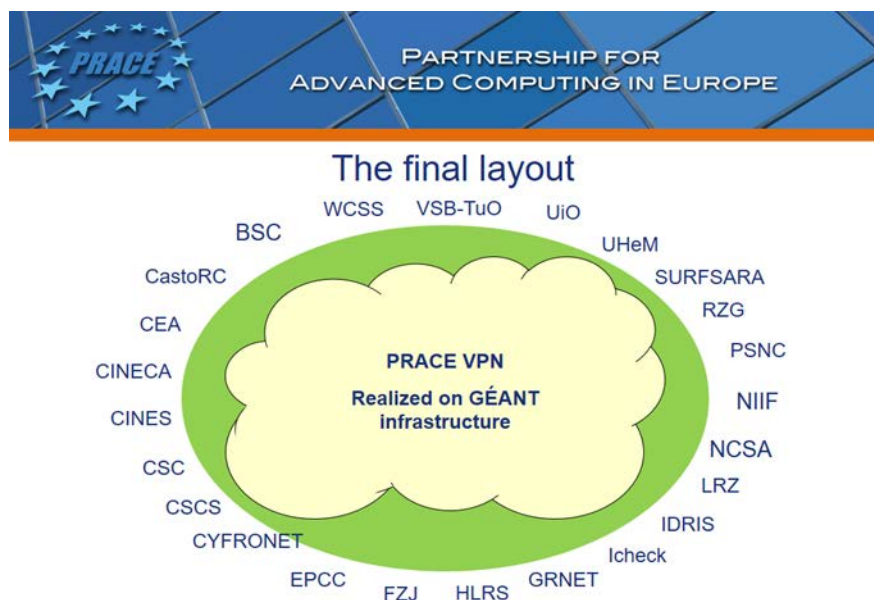 PRACE
PARTNERSHIP FOR
ADVANCED COMPUTING IN EUROPE
The final layout
WCSS
VSB-TuO
UiO
BSC
UHeM
CastoRC
SURFSARA
RZG
CEA
PSNC
PRACE VPN
CINECA
Realized on GÉANT
infrastructure
NIIF
CINES
NCSA
CSC
LRZ
CSCS
IDRIS
CYFRONET
Icheck
EPCC
FZJ
HLRS
GRNET